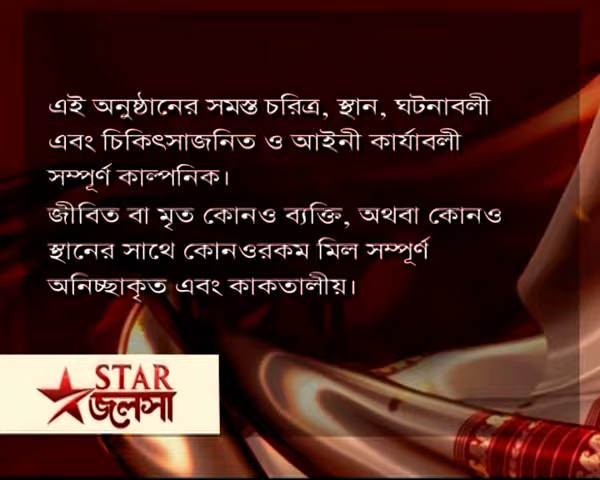 এই অনুষ্ঠানের সমস্ত চরিত্র, স্থান, ঘটনাবলী
এবং চিকিৎসাজনিত ও আইনী কার্যাবলী
সম্পূর্ণ কাল্পনিক।
জীবিত বা মৃত কোনও ব্যক্তি, অথবা কোনও
স্থানের সাথে কোনওরকম মিল সম্পূর্ণ
অনিচ্ছাকৃত এবং কাকতালীয়।
STAR
জলসা